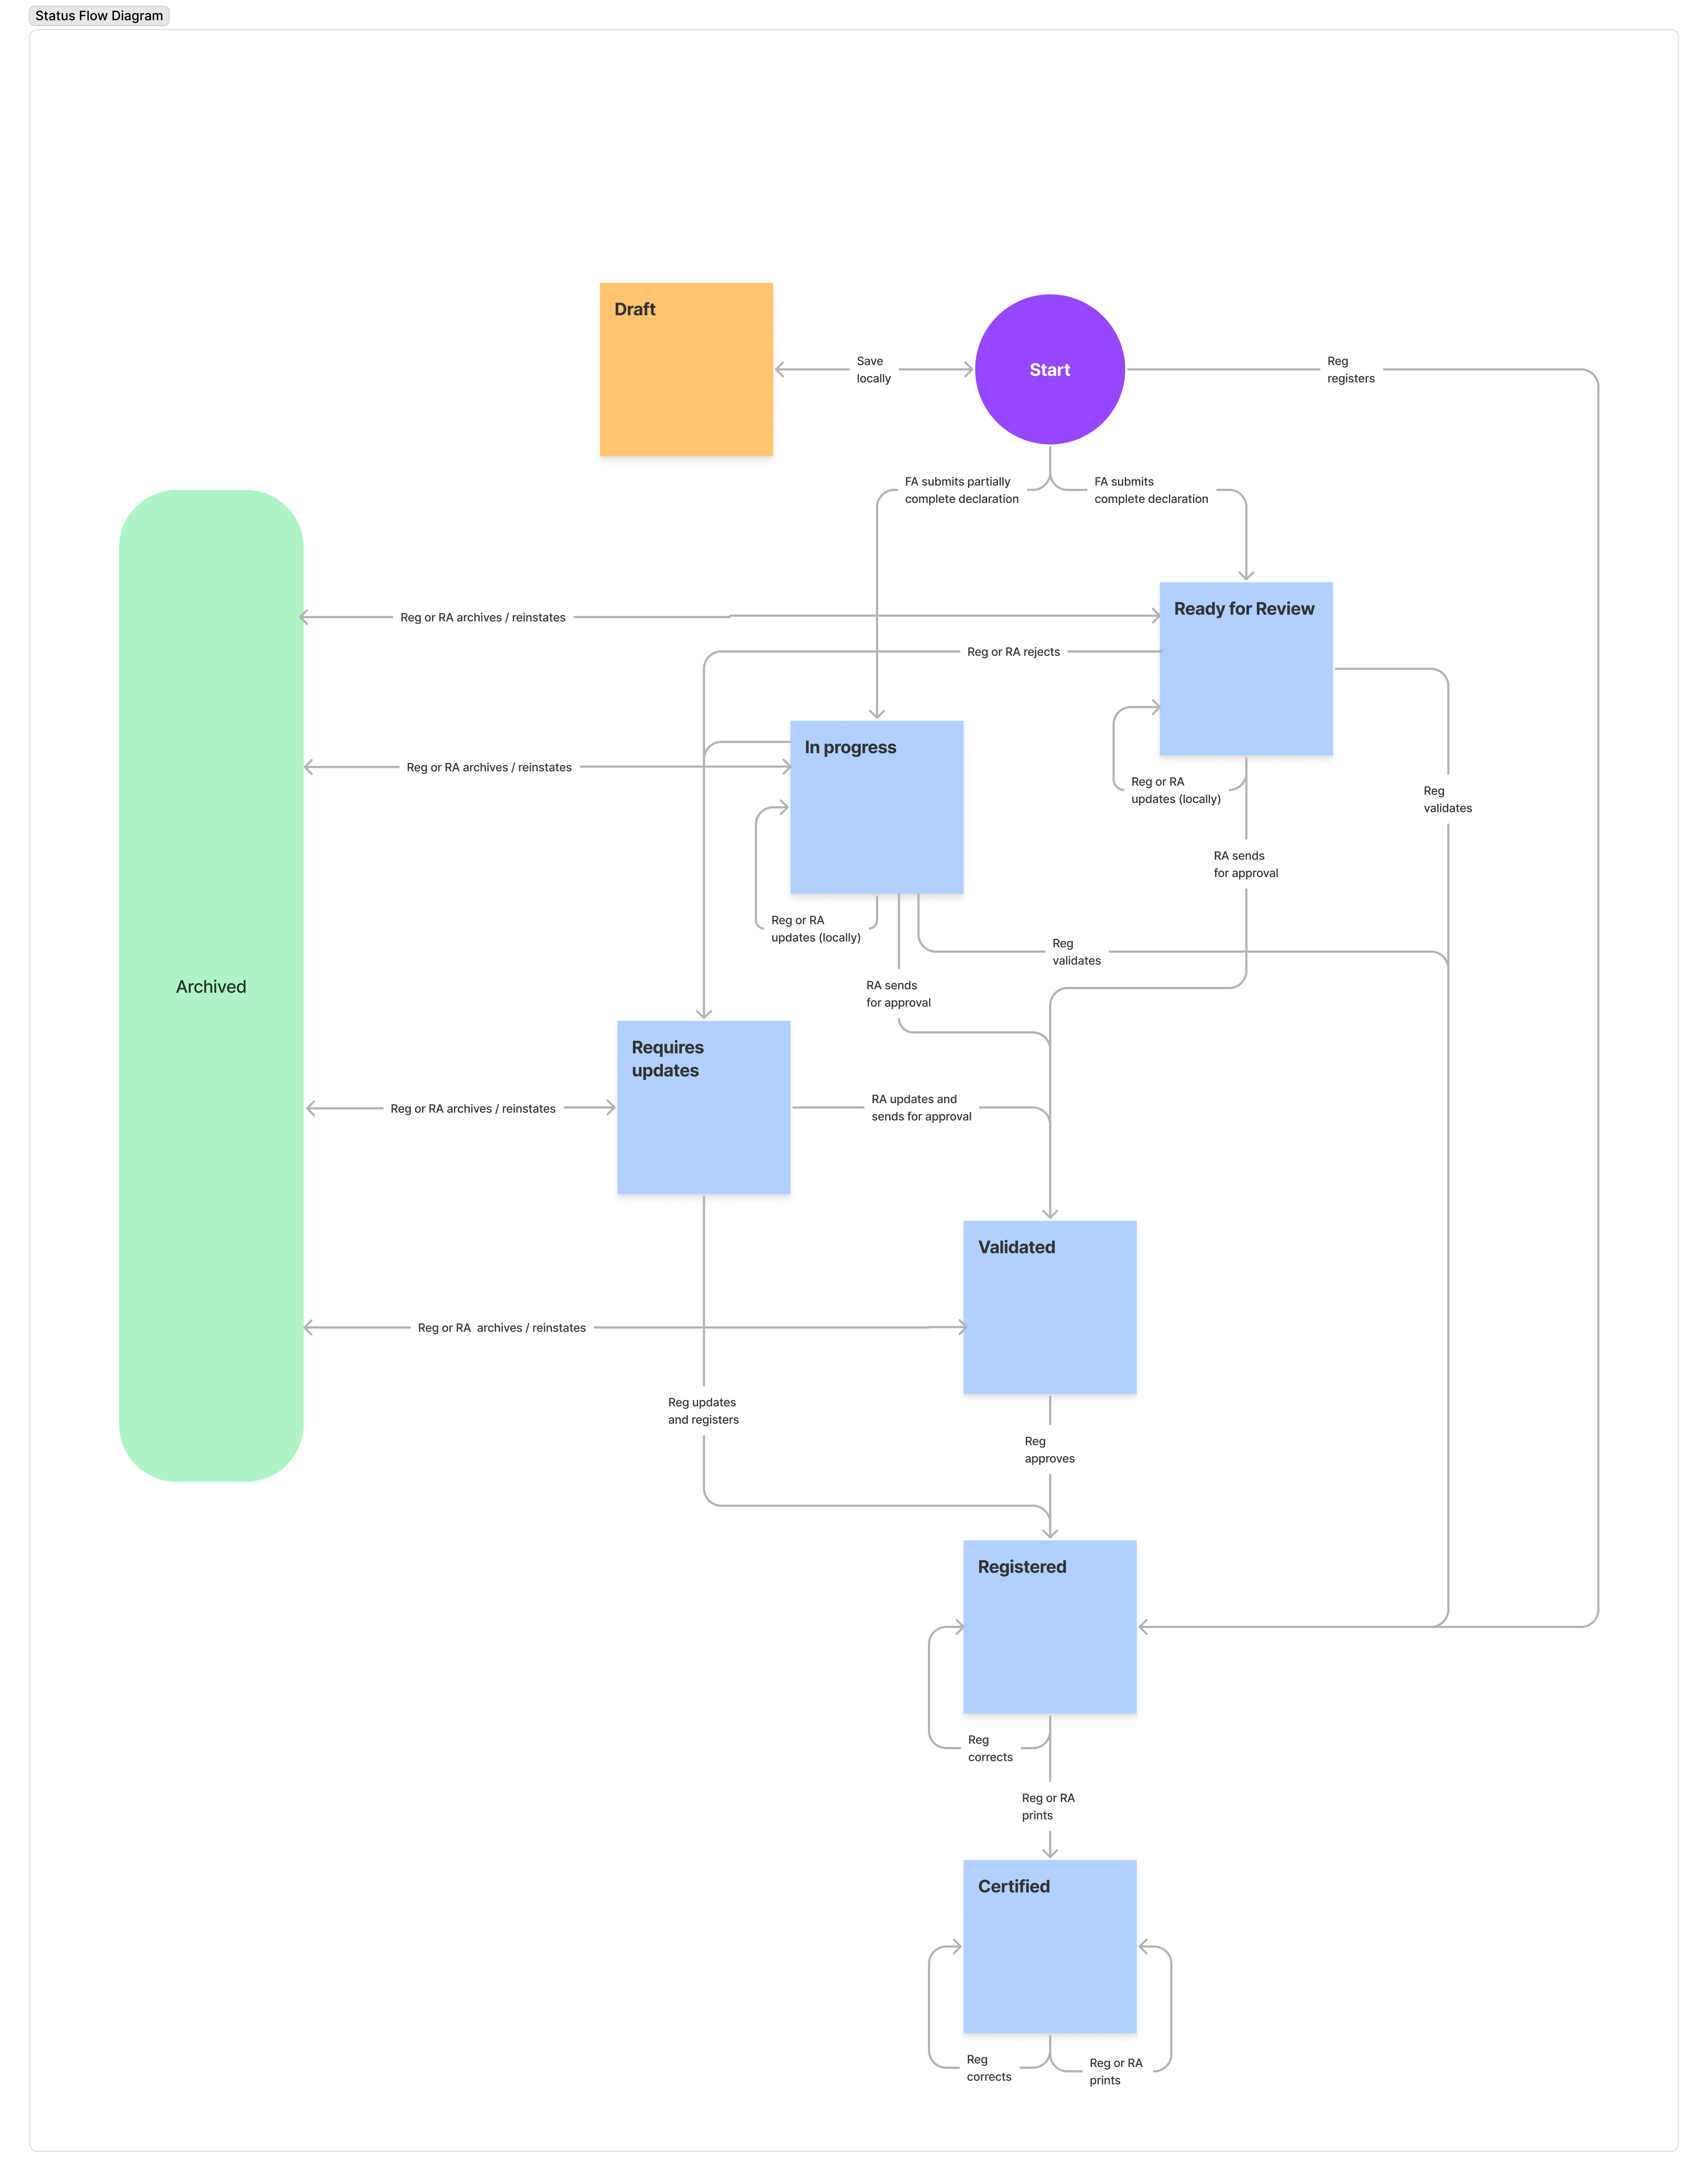 Status Flow Diagram
Draft
Start
Save
locally
Reg
registers
FA submits partially
complete declaration
FA submits
complete declaration
Ready for Review
Reg or RA archives / reinstates
Reg or RA rejects
In progress
Reg or RA archives / reinstates
Reg or RA
updates (locally)
Reg
validates
RA sends
for approval
Reg or RA
updates (locally)
Reg
validates
RA sends
for approval
Archived
Requires
updates
Reg or RA archives / reinstates
RA updates and
sends for approval
Validated
Reg or RA  archives / reinstates
Reg updates
and registers
Reg
approves
Registered
Reg
corrects
Reg or RA
prints
Certified
Reg
corrects
Reg or RA
prints